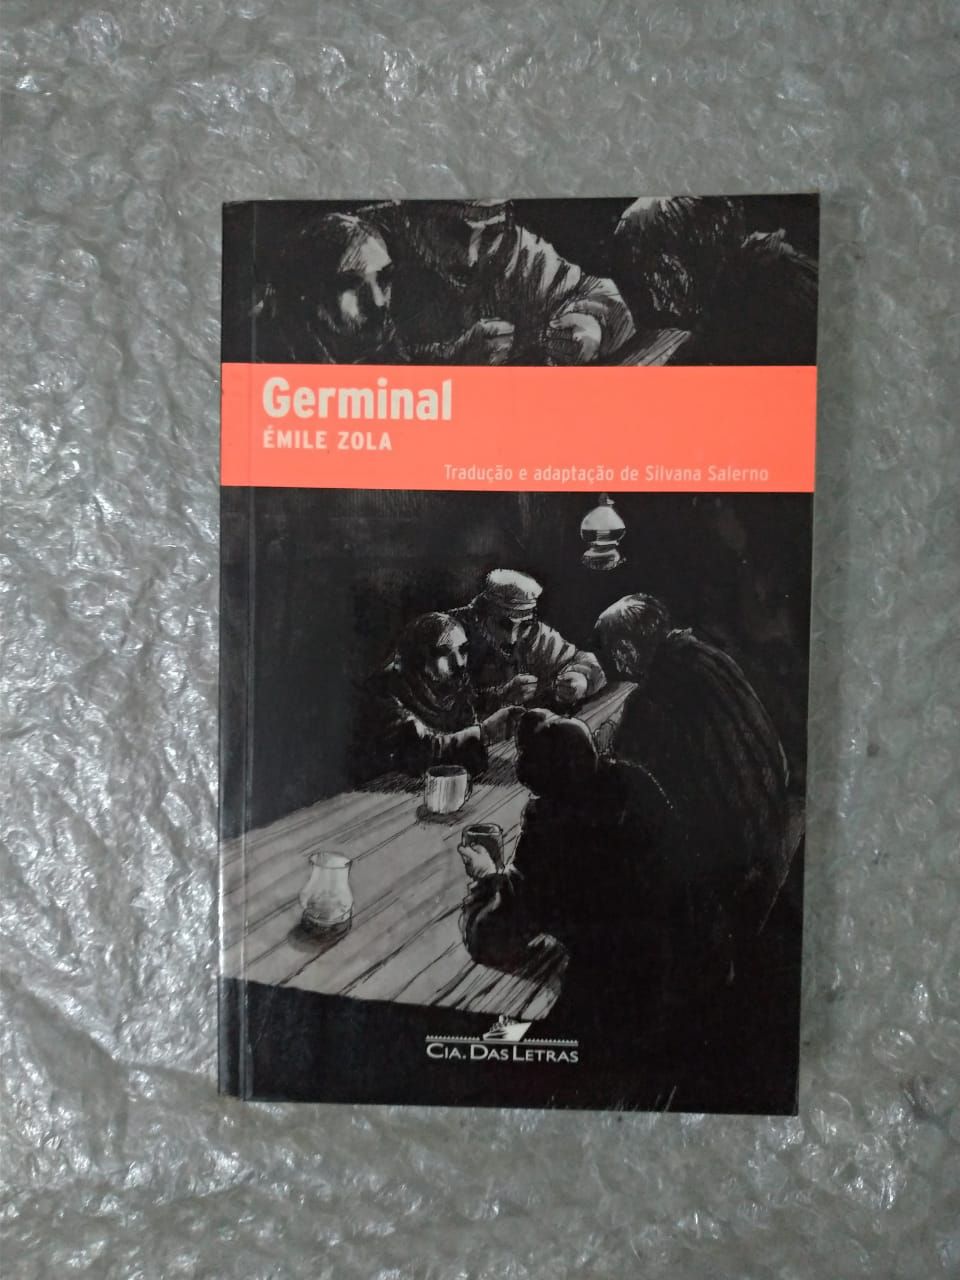 Germinal
ÉMILE ZOLA
Tradução e adaptação de Silvana Salerno
CIA. DAS LETRAS